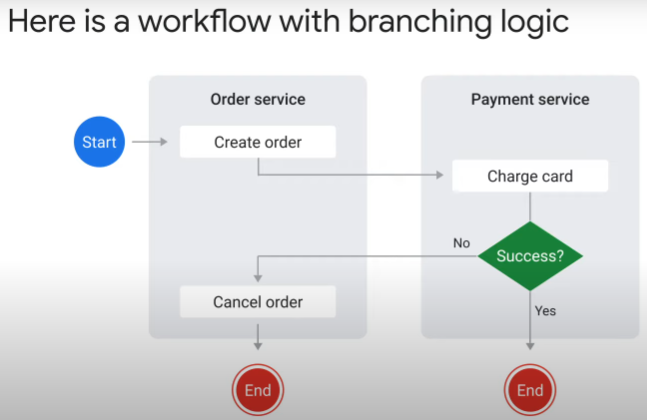 Here is a workflow with branching logic
Order service
Payment service
Start
Create order
Charge card
No
Success?
Cancel order
Yes
End
End